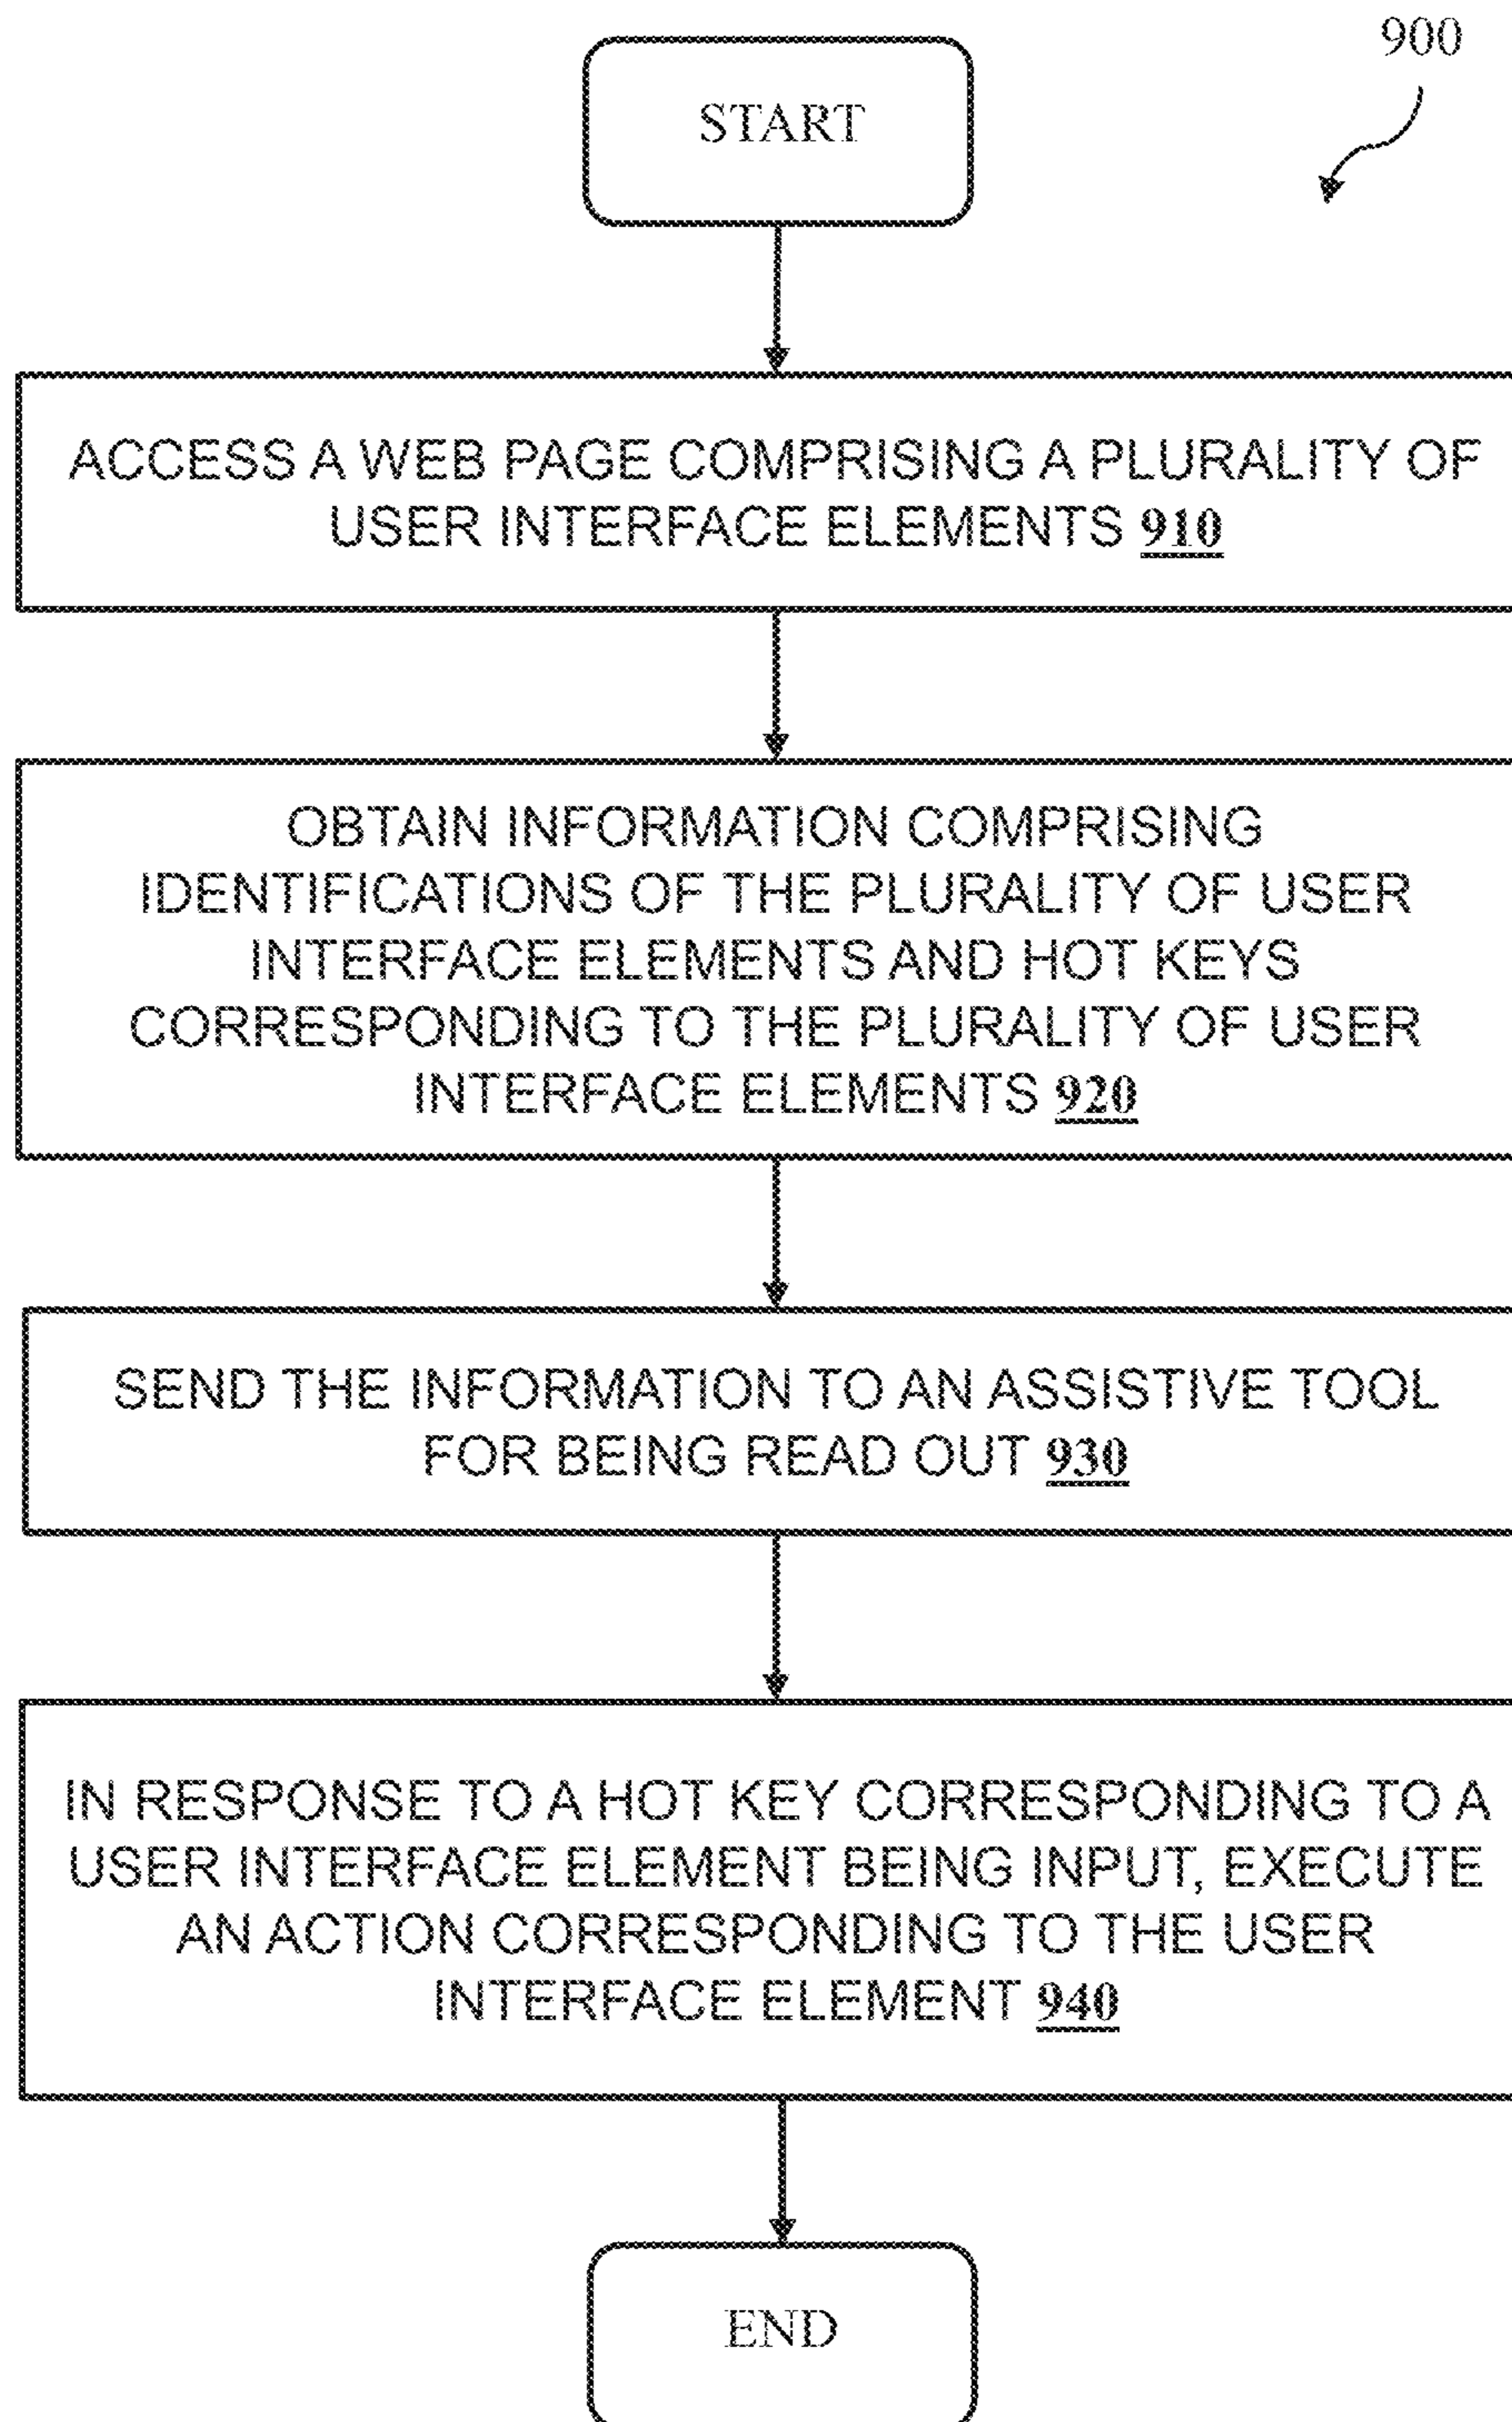 900
START
ACCESS A WEB PAGE COMPRISING A PLURALITY OF
USER INTERFACE ELEMENTS 910
OBTAIN INFORMATION COMPRISING
IDENTIFICATIONS OF THE PLURALITY OF USER
INTERFACE ELEMENTS AND HOT KEYS
CORRESPONDING TO THE PLURALITY OF USER
INTERFACE ELEMENTS 920
SEND THE INFORMATION TO AN ASSISTIVE TOOL
FOR BEING READ OUT 930
IN RESPONSE TO A HOT KEY CORRESPONDING TO A
USER INTERFACE ELEMENT BEING INPUT, EXECUTE
AN ACTION CORRESPONDING TO THE USER
INTERFACE ELEMENT 940
END